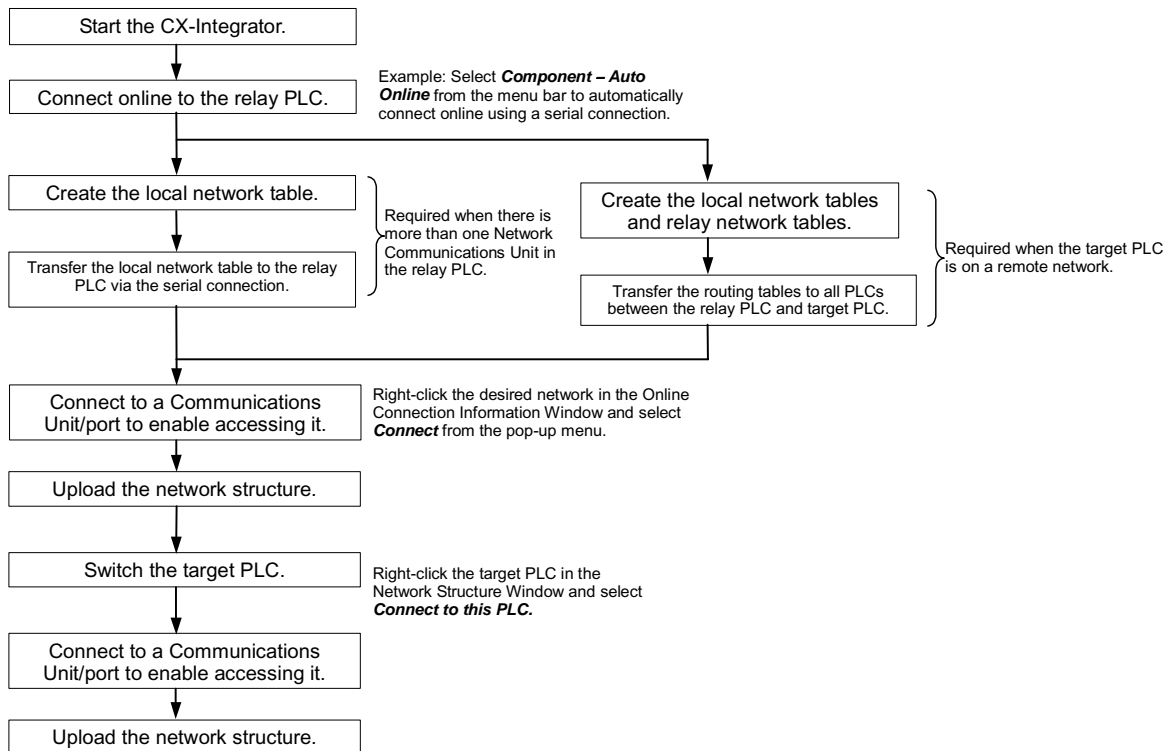 Start the CX-Integrator.
Connect online to the relay PLC.
Example: Select Component – Auto
Online from the menu bar to automatically
connect online using a serial connection.
Create the local network table.
Transfer the local network table to the relay
PLC via the serial connection.
Required when there is
more than one Network
Communications Unit in
the relay PLC.
Create the local network tables
and relay network tables.
Transfer the routing tables to all PLCs
between the relay PLC and target PLC.
Required when the target PLC
is on a remote network.
Connect to a Communications
Unit/port to enable accessing it.
Right-click the desired network in the Online
Connection Information Window and select
Connect from the pop-up menu.
Upload the network structure.
Switch the target PLC.
Right-click the target PLC in the
Network Structure Window and select
Connect to this PLC.
Connect to a Communications
Unit/port to enable accessing it.
Upload the network structure.